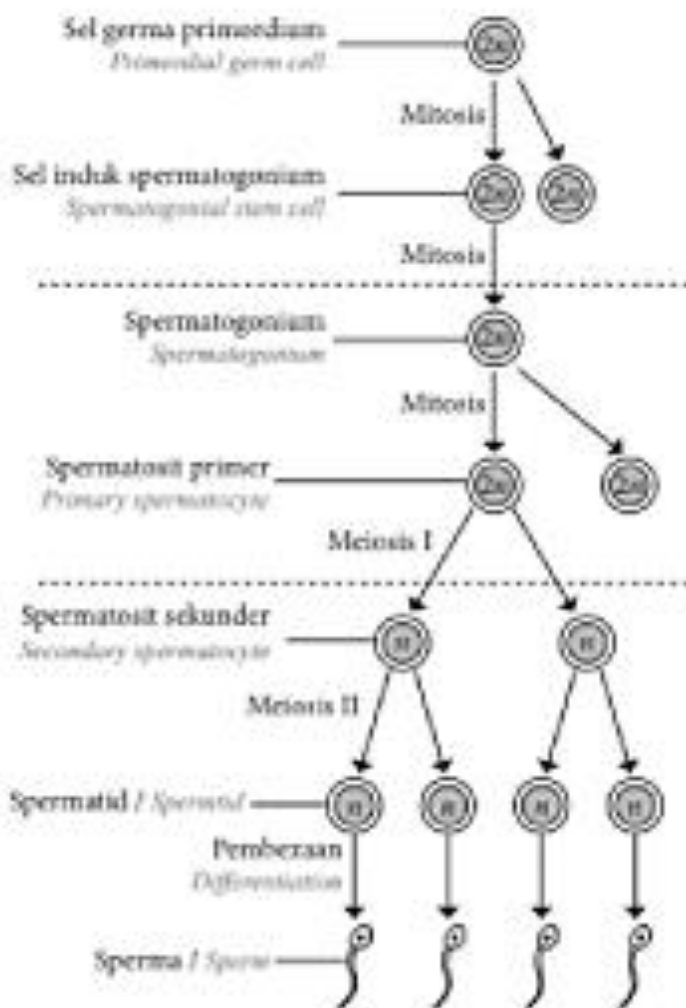 Sel germa primordium
Primordial germ cell
2n
Mitosis
Sel induk spermatogonium
Spermatogonial stem cell
2n 2n
Mitosis
Spermatogonium
Spermatogonium
2n
Mitosis
Spermatosit primer
Primary spermatocyte
2n 2n
Meiosis I
Spermatosit sekunder
Secondary spermatocyte
n n
Meiosis II
Spermatid / Spermtid
n n n n
Pembezaan
Differentiation
Sperma / Sperm